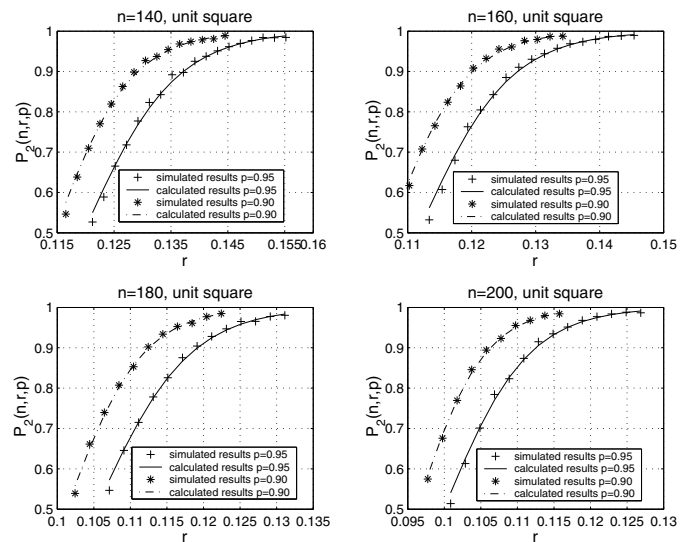 n=140, unit square
1
0.9
0.8
0.7
0.6
0.5
P2(n,r,p)
+ simulated results p=0.95
calculated results p=0.95
* simulated results p=0.90
calculated results p=0.90
0.115 0.125 0.135 0.145 0.155 0.16
r
n=160, unit square
1
0.9
0.8
0.7
0.6
0.5
P2(n,r,p)
+ simulated results p=0.95
calculated results p=0.95
* simulated results p=0.90
calculated results p=0.90
0.11 0.12 0.13 0.14 0.15
r
n=180, unit square
1
0.9
0.8
0.7
0.6
0.5
P2(n,r,p)
+ simulated results p=0.95
calculated results p=0.95
* simulated results p=0.90
calculated results p=0.90
0.1 0.105 0.11 0.115 0.12 0.125 0.13 0.135
r
n=200, unit square
1
0.9
0.8
0.7
0.6
0.5
P2(n,r,p)
+ simulated results p=0.95
calculated results p=0.95
* simulated results p=0.90
calculated results p=0.90
0.095 0.1 0.105 0.11 0.115 0.12 0.125 0.13
r